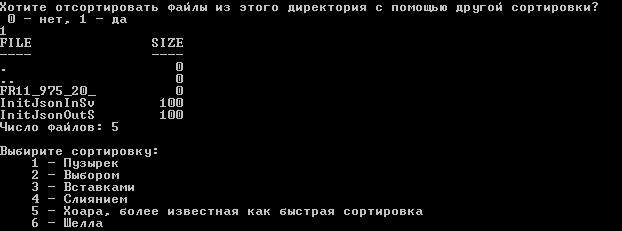 Хотите отсортировать файлы из этого директория с помощью другой сортировки?
0 - нет, 1 - да
1
FILE SIZE
---- ----
. 0
.. 0
FR11_975_20_ 0
InitJsonInSv 100
InitJsonOutS 100
Число файлов: 5
Выбирите сортировку:
1 - Пузырек
2 - Выбором
3 - Вставками
4 - Слиянием
5 - Хоара, более известная как быстрая сортировка
6 - Шелла